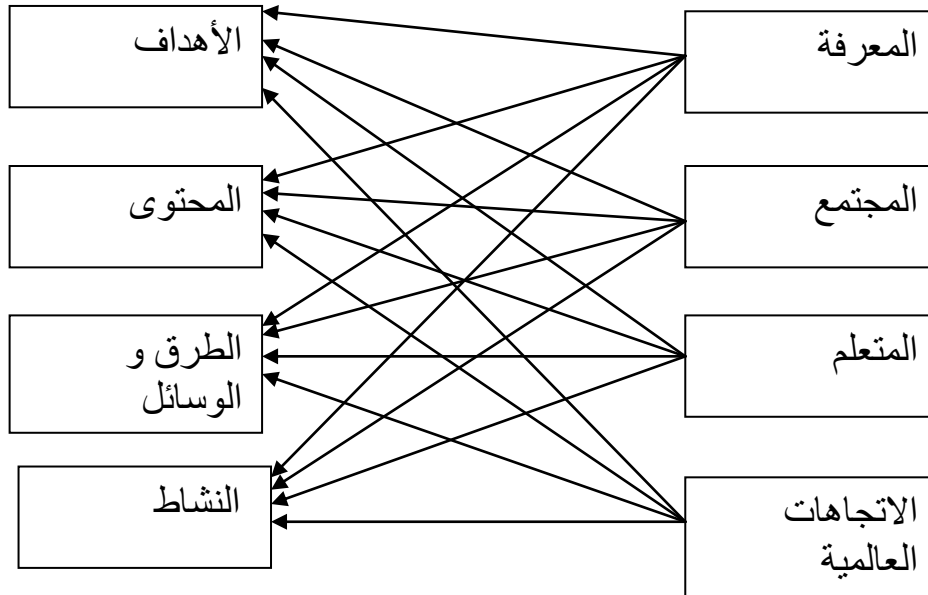 المعرفة
الأهداف
المجتمع
المحتوى
المتعلم
الطرق و
الوسائل
الاتجاهات
العالمية
النشاط